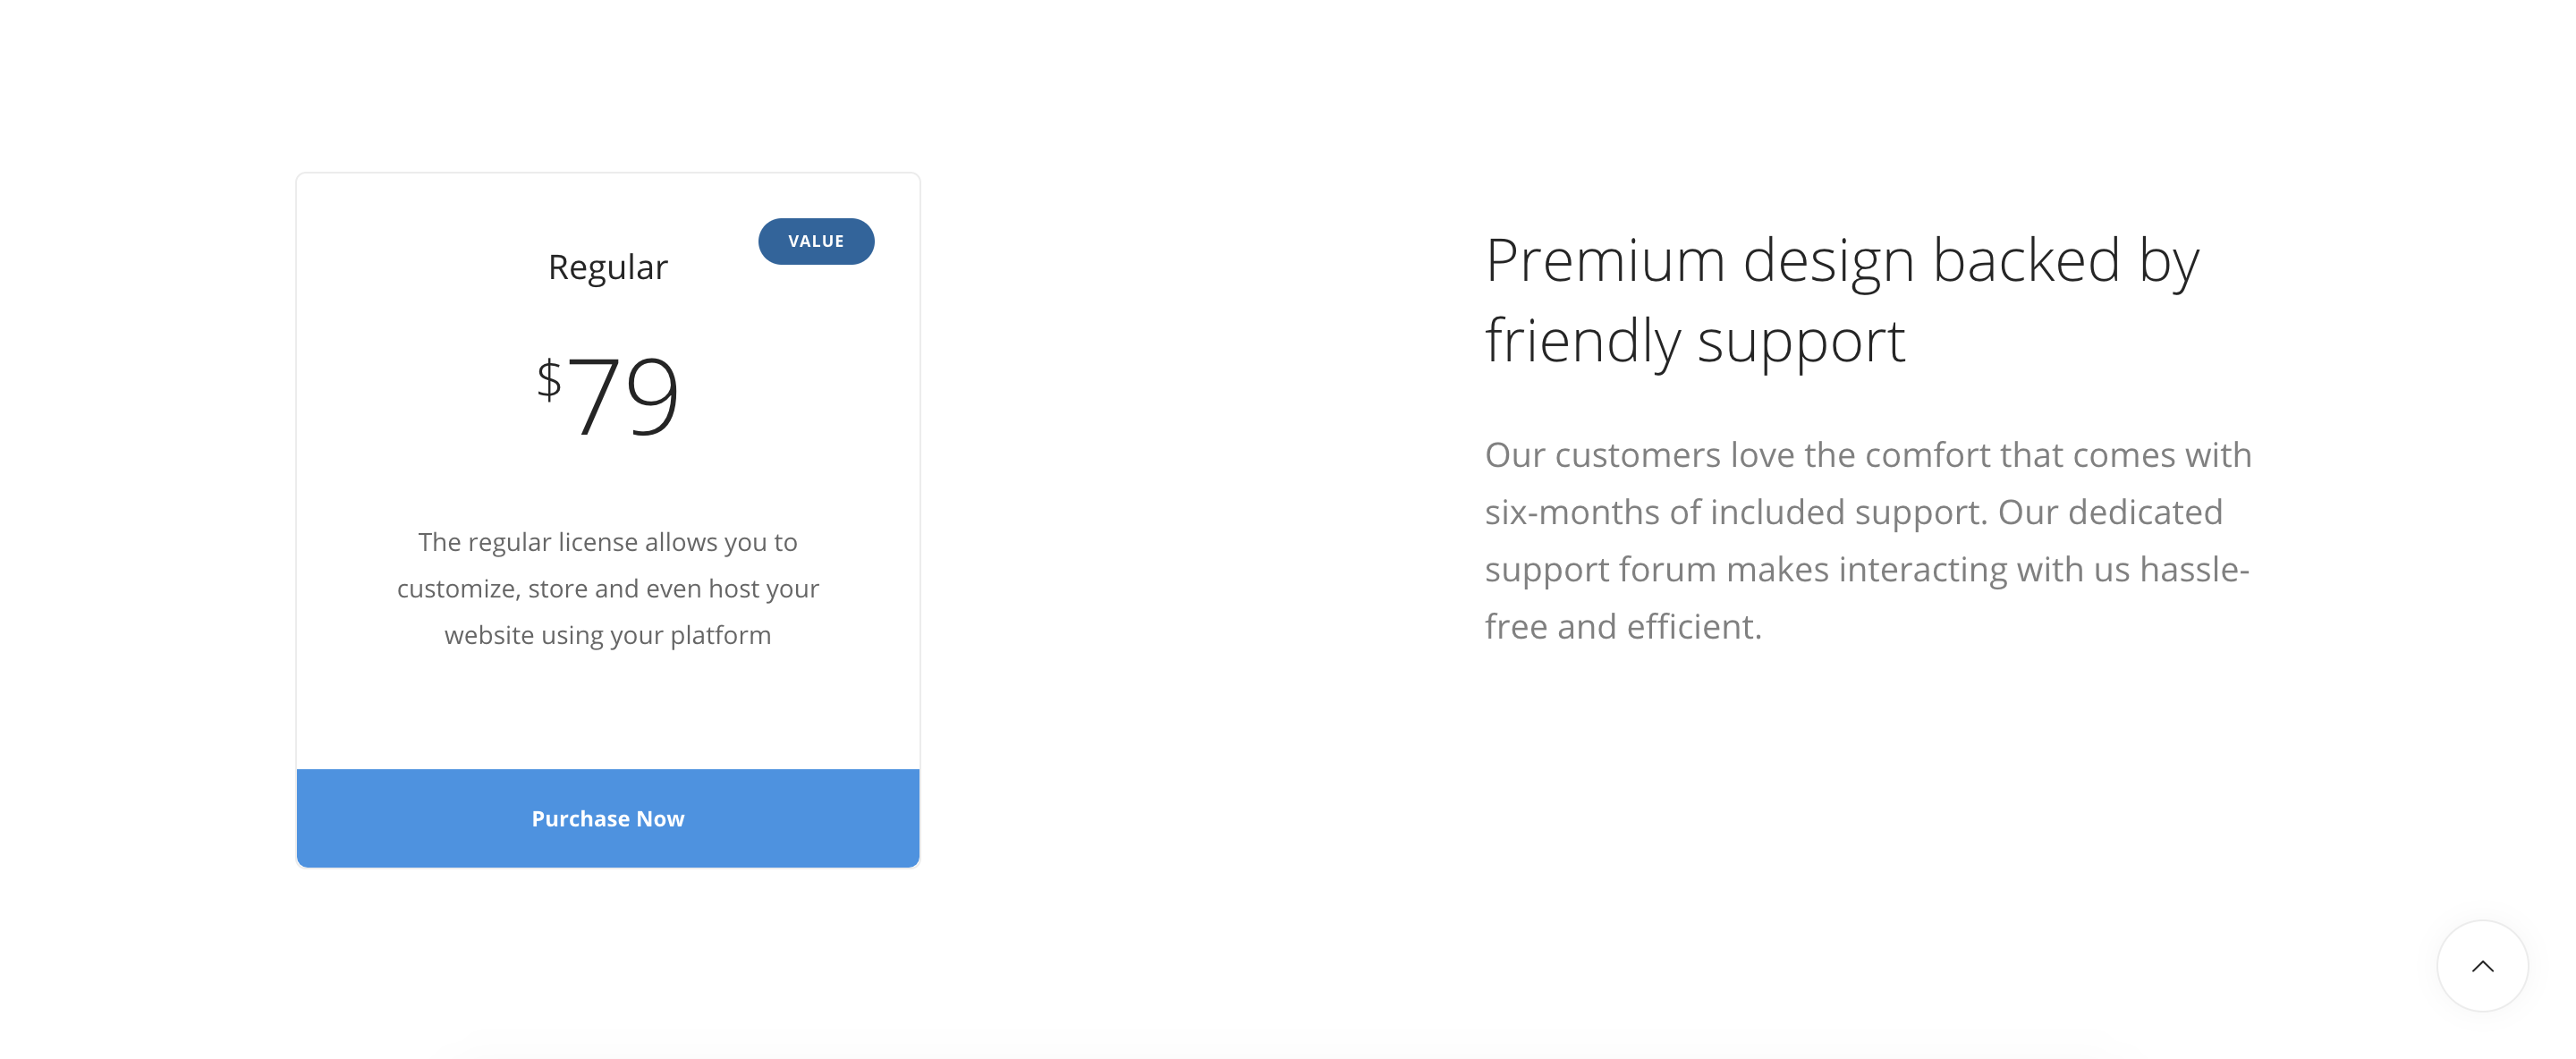 VALUE
Regular
$79
The regular license allows you to
customize, store and even host your
website using your platform
Purchase Now
Premium design backed by
friendly support
Our customers love the comfort that comes with
six-months of included support. Our dedicated
support forum makes interacting with us hassle-
free and efficient.